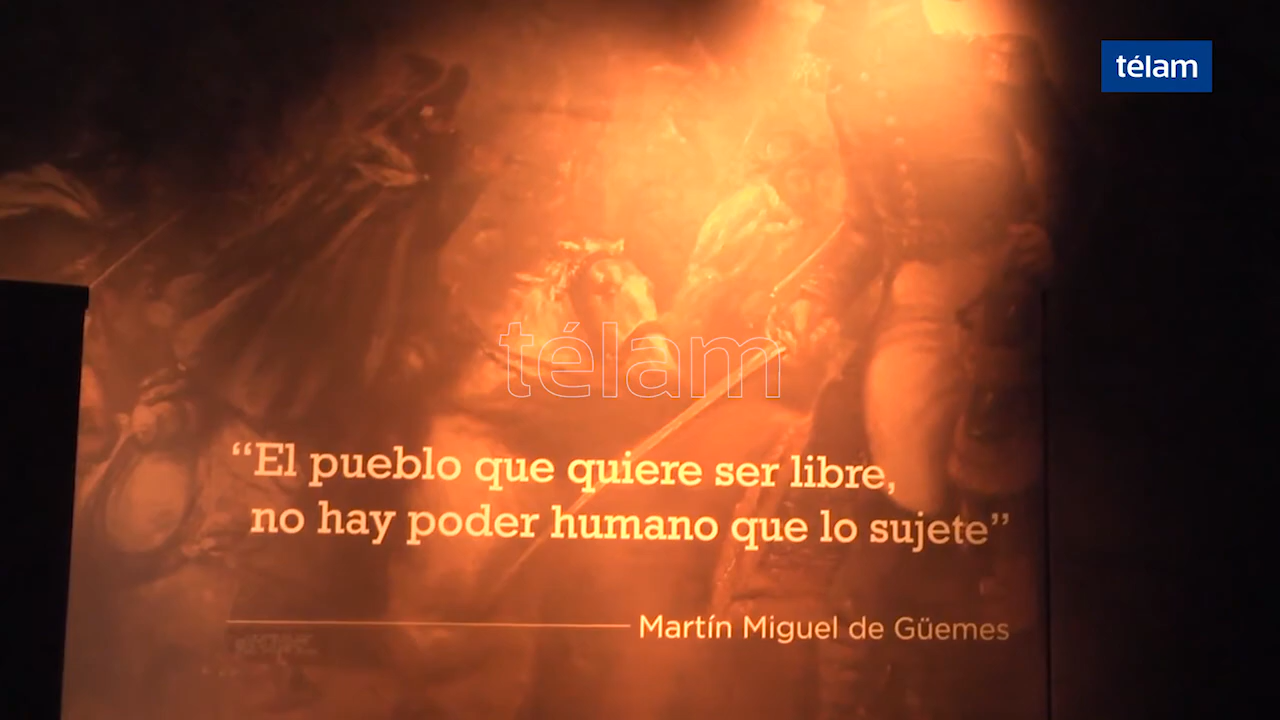 télam
télam
“El pueblo que quiere ser libre,
no hay poder humano que lo sujete”
Martín Miguel de Güemes